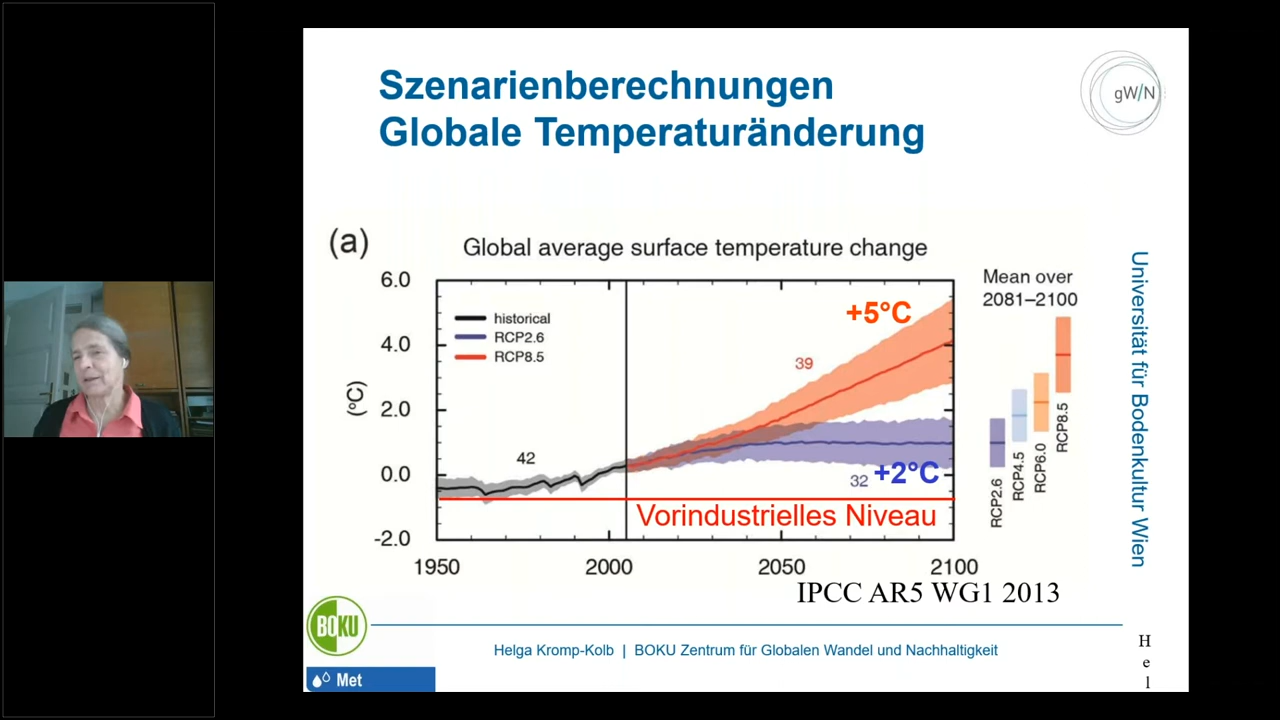 Szenarienberechnungen
Globale Temperaturänderung
gW/N
(a)
Global average surface temperature change
Mean over
2081–2100
6.0
4.0
2.0
0.0
-2.0
(°C)
historical
RCP2.6
RCP8.5
+5°C
39
42
32
+2°C
Vorindustrielles Niveau
1950
2000
2050
2100
RCP2.6
RCP4.5
RCP6.0
RCP8.5
IPCC AR5 WG1 2013
Universität für Bodenkultur Wien
BOKU
Helga Kromp-Kolb | BOKU Zentrum für Globalen Wandel und Nachhaltigkeit
Met
H
e
l